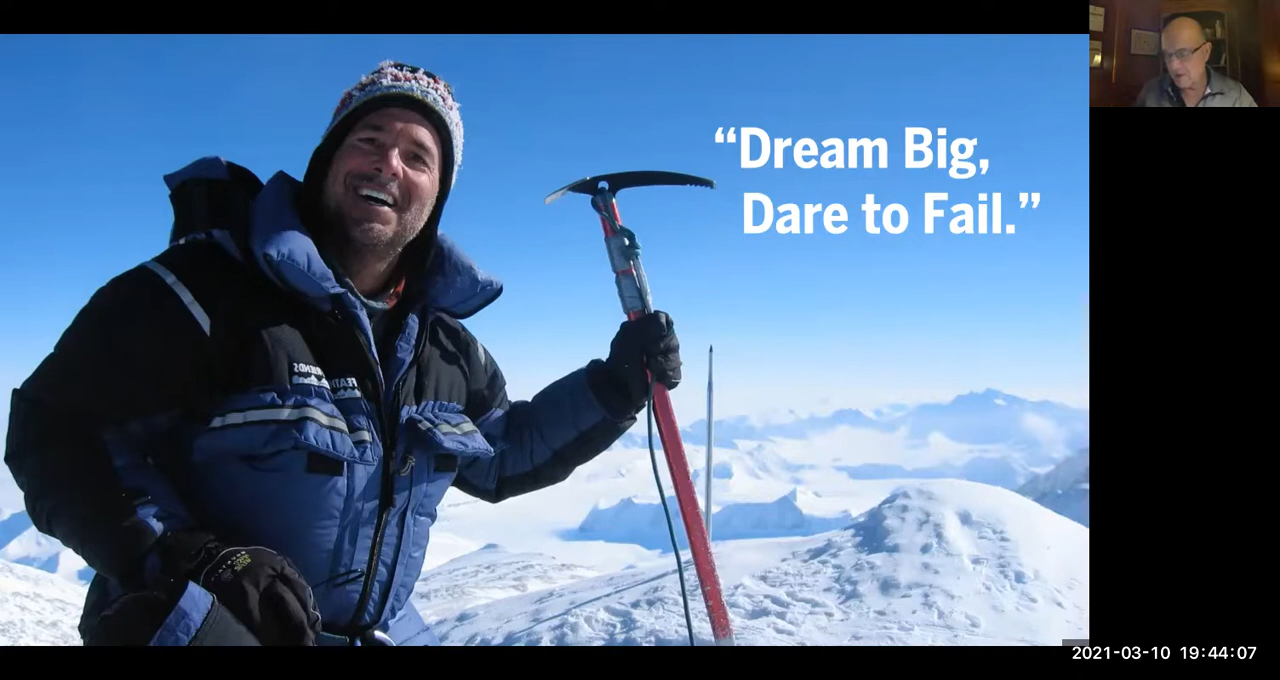 “Dream Big,
Dare to Fail.”
2021-03-10 19:44:07